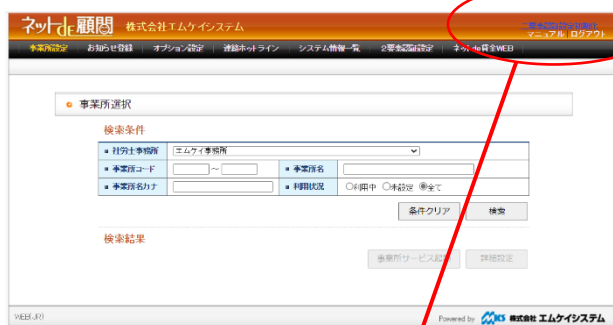 ネットde顧問 株式会社エムケイシステム
マニュアル ログアウト
事業所設定 お知らせ登録 オプション設定 連絡ホットライン システム情報一覧 2要素認証設定 ネットde賃金WEB
事業所選択
検索条件
社労士事務所 エムケイ事務所
事業所コード ～ 事業所名
事業所名カナ 利用状況 利用中 未設定 全て
条件クリア 検索
検索結果
事業所サービス起動 詳細設定
WEB(JR) Powered by MKS 株式会社 エムケイシステム